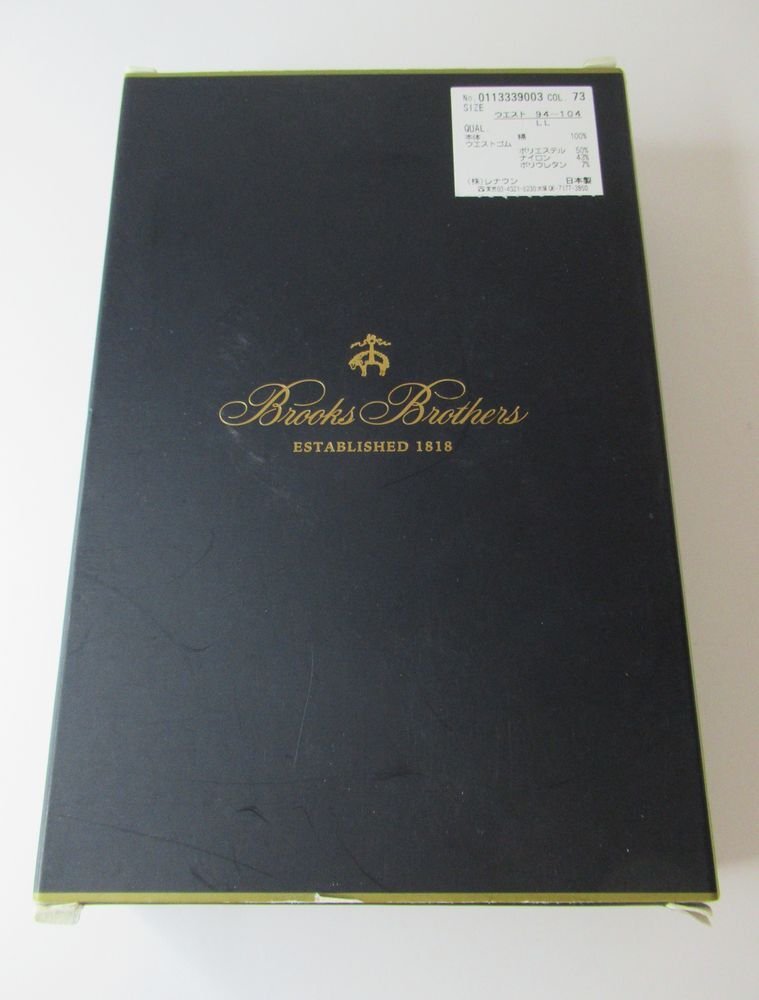 No. 0113339003 COL. 73
SIZE
ウエスト 94-104
LL
QUAL
本体 綿 100%
ウエストゴム
ポリエステル 50%
ナイロン 43%
ポリウレタン 7%
(株)レナウン 日本製
Brooks Brothers
ESTABLISHED 1818